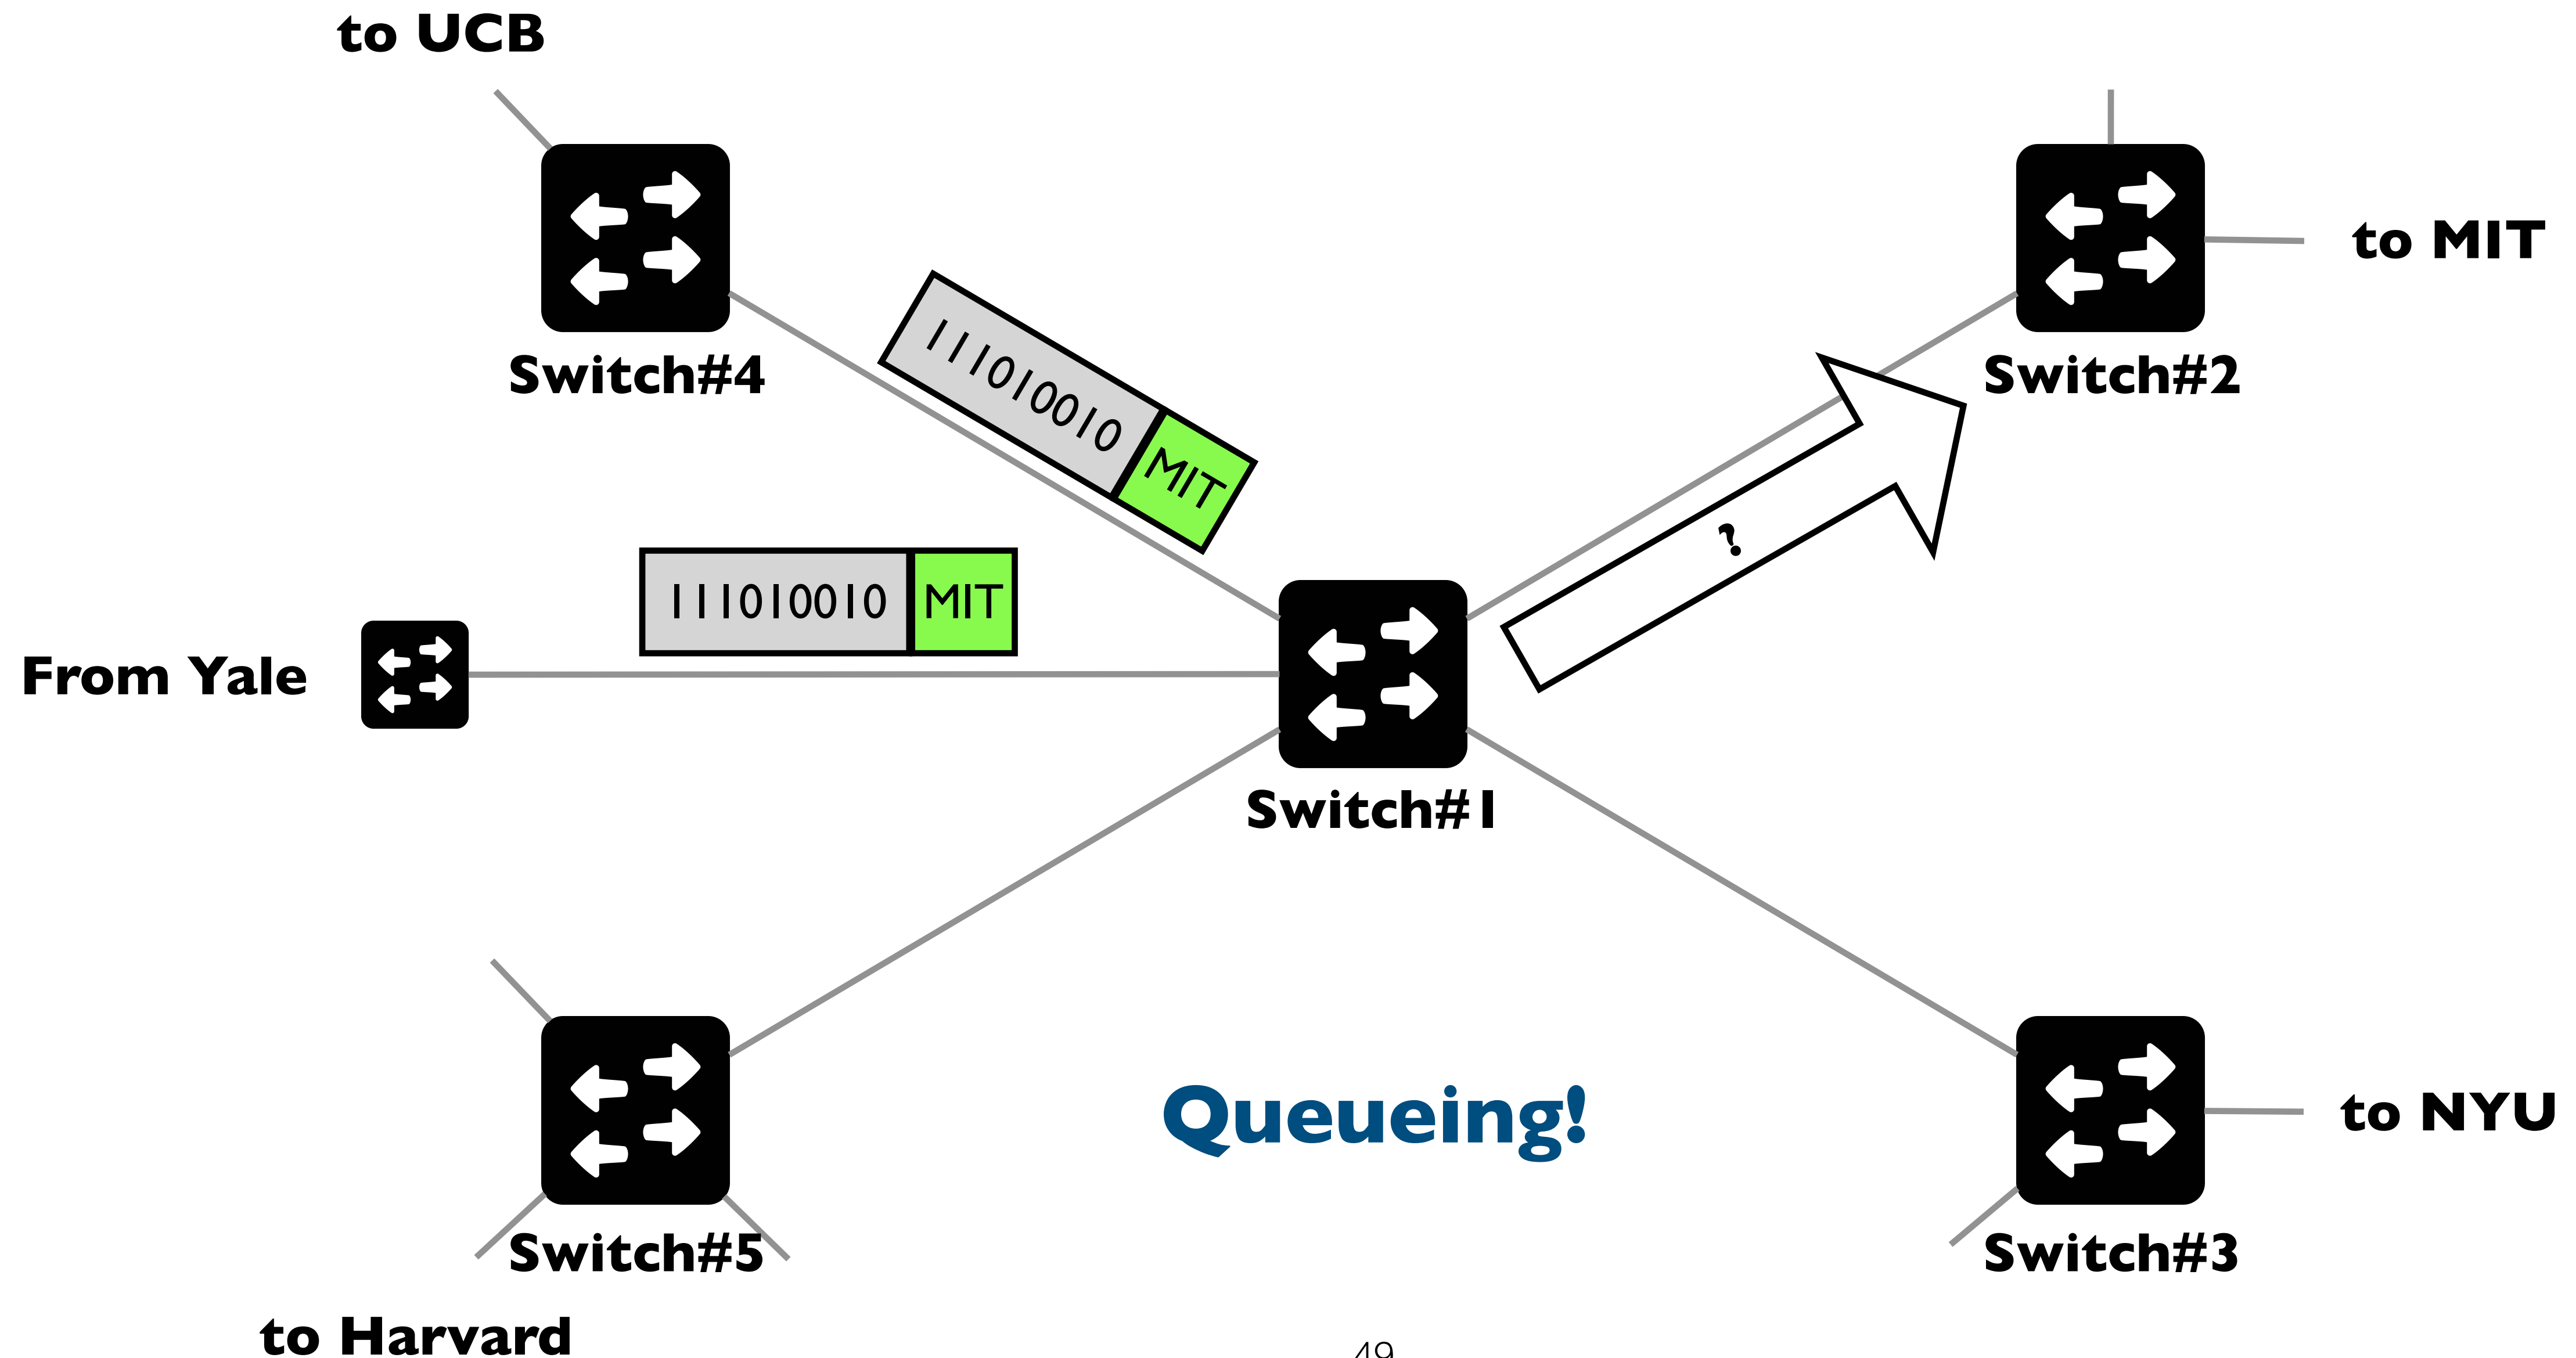 to UCB
to MIT
Switch#4
Switch#2
111010010 MIT
?
111010010 MIT
From Yale
Switch#1
Queueing!
to NYU
Switch#5
Switch#3
to Harvard
49